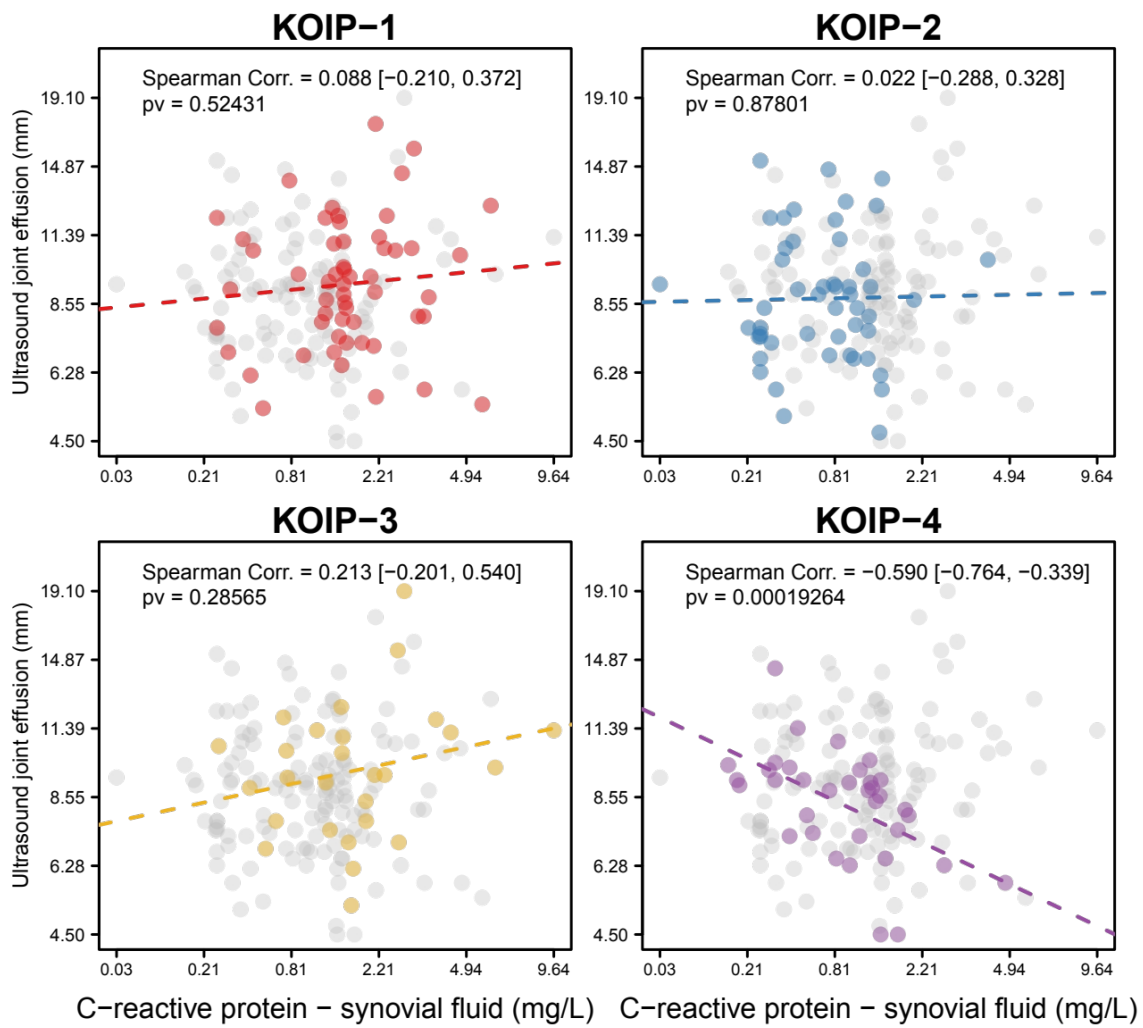 KOIP−1
KOIP−2
Spearman Corr. = 0.088 [−0.210, 0.372]
pv = 0.52431
Spearman Corr. = 0.022 [−0.288, 0.328]
pv = 0.87801
Ultrasound joint effusion (mm)
19.10
14.87
11.39
8.55
6.28
4.50
19.10
14.87
11.39
8.55
6.28
4.50
0.03 0.21 0.81 2.21 4.94 9.64
0.03 0.21 0.81 2.21 4.94 9.64
KOIP−3
KOIP−4
Spearman Corr. = 0.213 [−0.201, 0.540]
pv = 0.28565
Spearman Corr. = −0.590 [−0.764, −0.339]
pv = 0.00019264
Ultrasound joint effusion (mm)
19.10
14.87
11.39
8.55
6.28
4.50
19.10
14.87
11.39
8.55
6.28
4.50
0.03 0.21 0.81 2.21 4.94 9.64
0.03 0.21 0.81 2.21 4.94 9.64
C−reactive protein − synovial fluid (mg/L)
C−reactive protein − synovial fluid (mg/L)